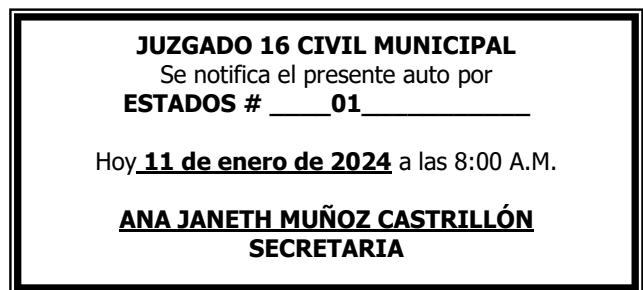 JUZGADO 16 CIVIL MUNICIPAL
Se notifica el presente auto por
ESTADOS # ____01___________
Hoy 11 de enero de 2024 a las 8:00 A.M.
ANA JANETH MUÑOZ CASTRILLÓN
SECRETARIA